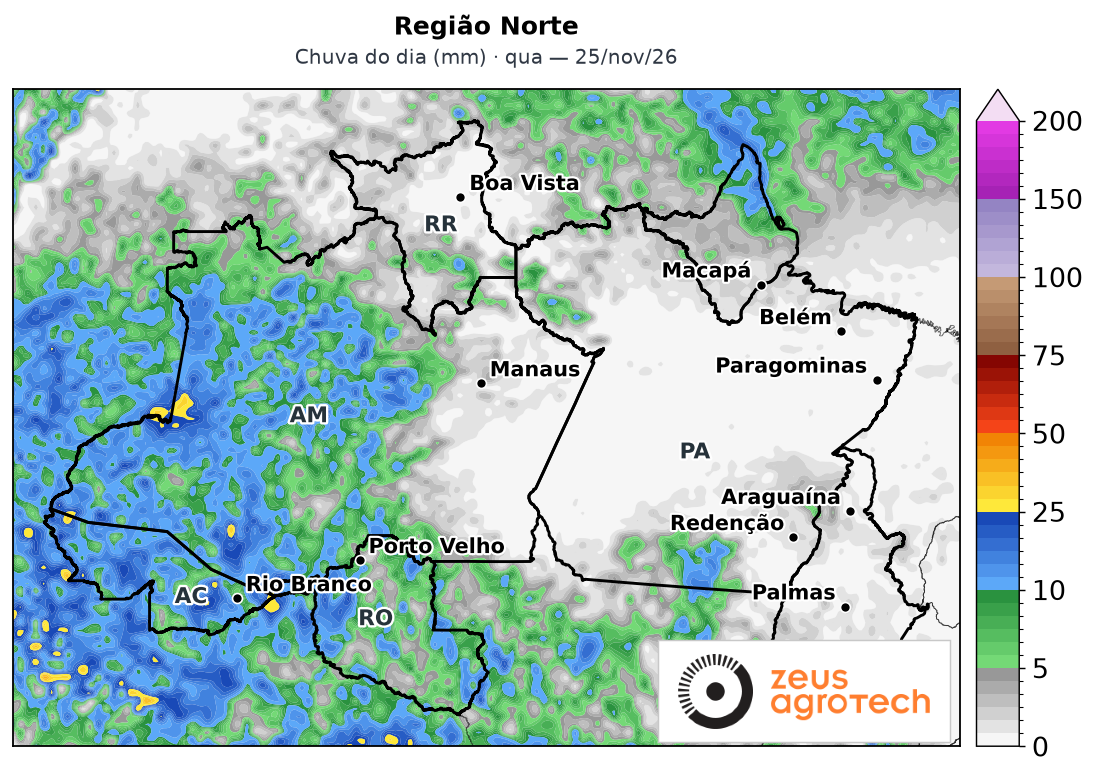 Região Norte
Chuva do dia (mm) · qua — 25/nov/26
Boa Vista
RR
Macapá
Belém
Manaus
Paragominas
AM
PA
Araguaína
Redenção
Porto Velho
Rio Branco
AC
Palmas
RO
zeus
agrotech
200
150
100
75
50
25
10
5
0